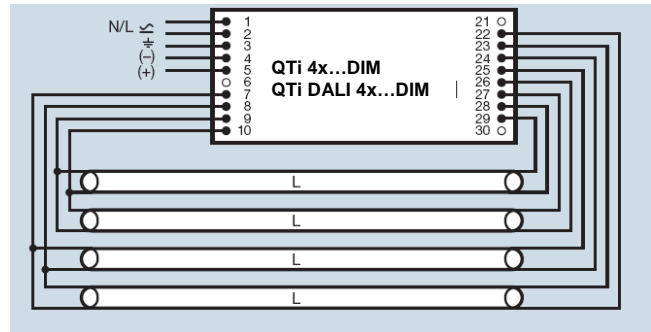 N/L ≂ 1
2
⏚ 3
(–) 4
(+) 5
6
7
8
9
10
QTi 4x...DIM
QTi DALI 4x...DIM
21
22
23
24
25
26
27
28
29
30
L
L
L
L